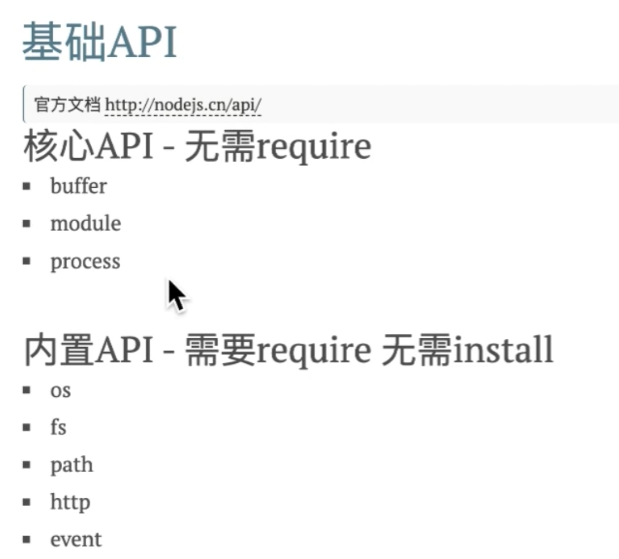 基础API
官方文档 http://nodejs.cn/api/
核心API - 无需require
buffer
module
process
内置API - 需要require 无需install
os
fs
path
http
event